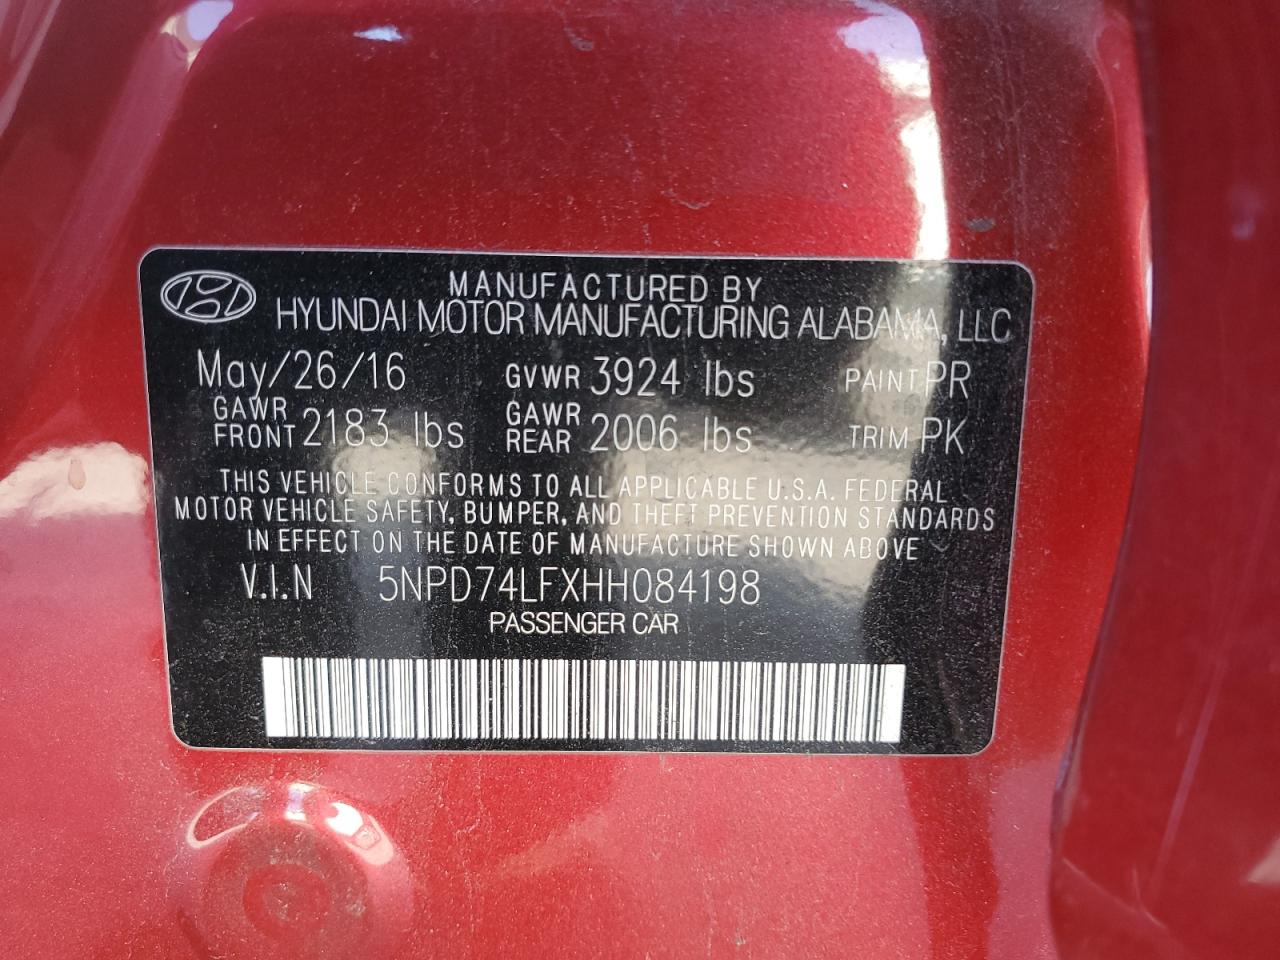 MANUFACTURED BY
HYUNDAI MOTOR MANUFACTURING ALABAMA, LLC
May/26/16 GVWR 3924 lbs PAINT PR
GAWR FRONT 2183 lbs GAWR REAR 2006 lbs TRIM PK
THIS VEHICLE CONFORMS TO ALL APPLICABLE U.S.A. FEDERAL
MOTOR VEHICLE SAFETY, BUMPER, AND THEFT PREVENTION STANDARDS
IN EFFECT ON THE DATE OF MANUFACTURE SHOWN ABOVE
V.I.N 5NPD74LFXHH084198
PASSENGER CAR